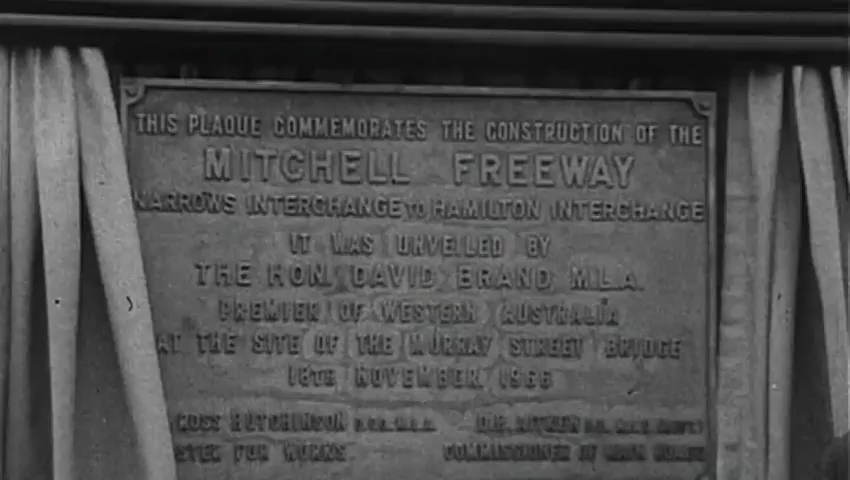 THIS PLAQUE COMMEMORATES THE CONSTRUCTION OF THE
MITCHELL FREEWAY
NARROWS INTERCHANGE TO HAMILTON INTERCHANGE
IT WAS UNVEILED BY
THE HON. DAVID BRAND M.L.A.
PREMIER OF WESTERN AUSTRALIA
AT THE SITE OF THE MURRAY STREET BRIDGE
18TH NOVEMBER, 1966
ROSS HUTCHINSON D.F.C. M.L.A. D.H. AITKEN
FOR WORKS. COMMISSIONER OF MAIN ROADS